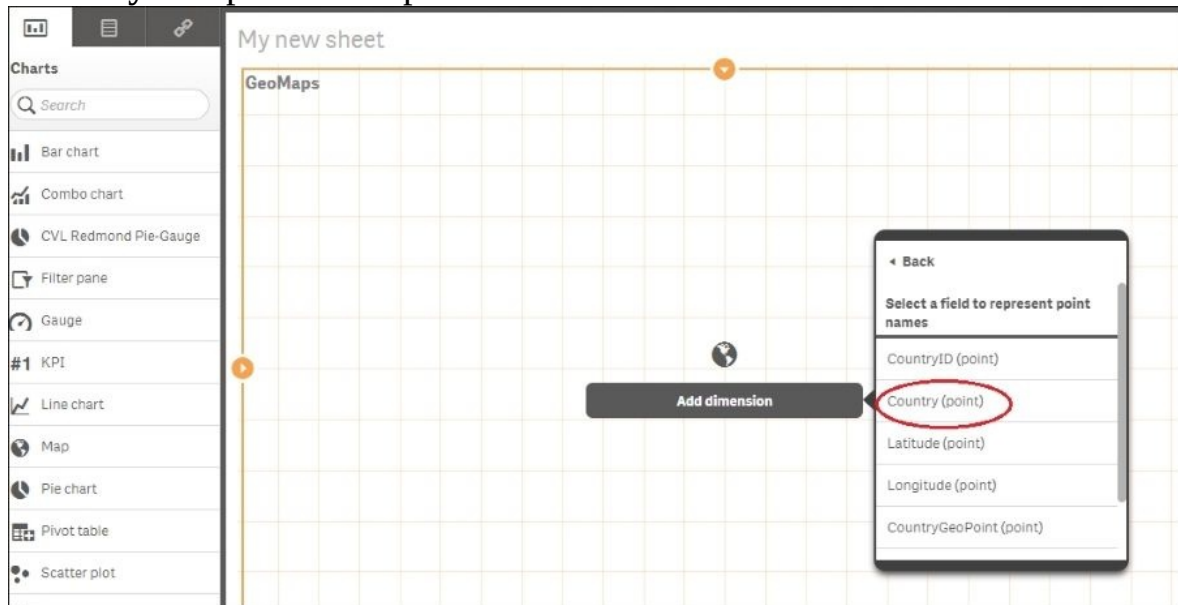 My new sheet
Charts
Search
Bar chart
Combo chart
CVL Redmond Pie-Gauge
Filter pane
Gauge
#1 KPI
Line chart
Map
Pie chart
Pivot table
Scatter plot
GeoMaps
Add dimension
Back
Select a field to represent point
names
CountryID (point)
Country (point)
Latitude (point)
Longitude (point)
CountryGeoPoint (point)